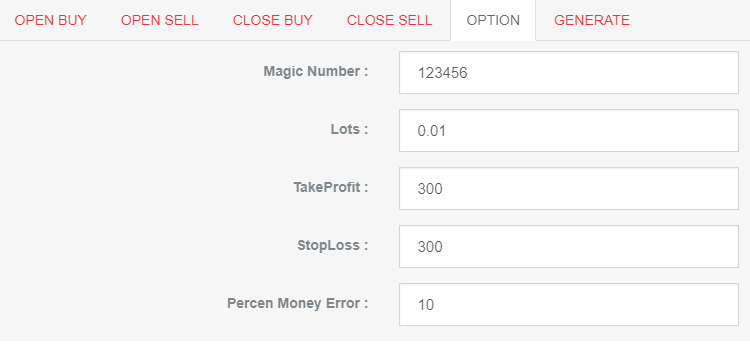 OPEN BUY OPEN SELL CLOSE BUY CLOSE SELL OPTION GENERATE
Magic Number : 123456
Lots : 0.01
TakeProfit : 300
StopLoss : 300
Percen Money Error : 10